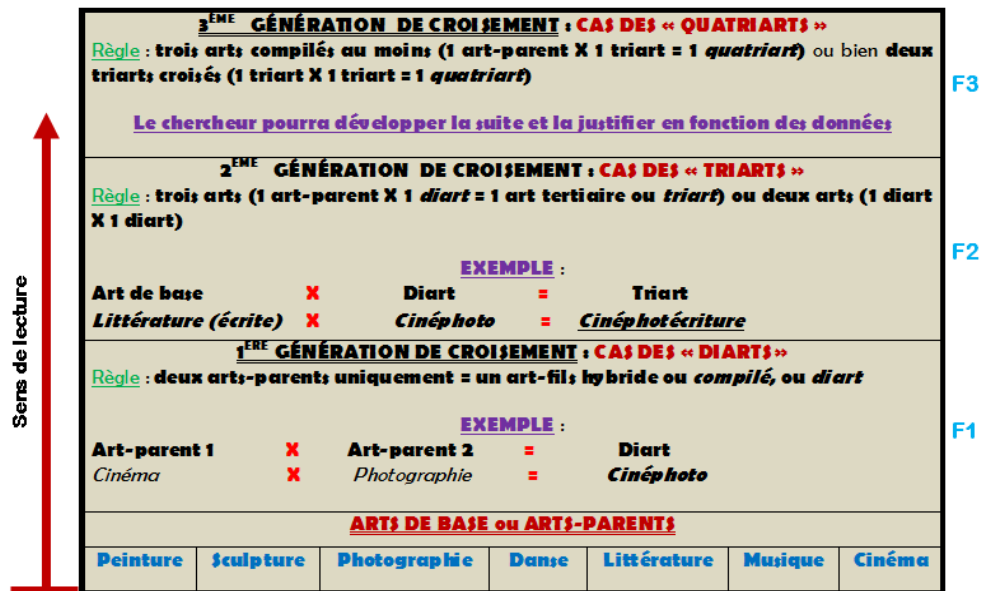 3ÈME GÉNÉRATION DE CROISEMENT : CAS DES « QUATRIARTS »
Règle : trois arts compilés au moins (1 art-parent X 1 triart = 1 quatriart) ou bien deux
triarts croisés (1 triart X 1 triart = 1 quatriart)
F3
Le chercheur pourra développer la suite et la justifier en fonction des données
2EME GÉNÉRATION DE CROISEMENT : CAS DES « TRIARTS »
Règle : trois arts (1 art-parent X 1 diart = 1 art tertiaire ou triart) ou deux arts (1 diart
X 1 diart)
F2
EXEMPLE :
Art de base X Diart = Triart
Littérature (écrite) X Cinéphoto = Cinéphotécriture
1ERE GÉNÉRATION DE CROISEMENT : CAS DES « DIARTS»
Règle : deux arts-parents uniquement = un art-fils hybride ou compilé, ou diart
EXEMPLE :
F1
Art-parent 1 X Art-parent 2 = Diart
Cinéma X Photographie = Cinéphoto
ARTS DE BASE ou ARTS-PARENTS
Peinture Sculpture Photographie Danse Littérature Musique Cinéma
Sens de lecture